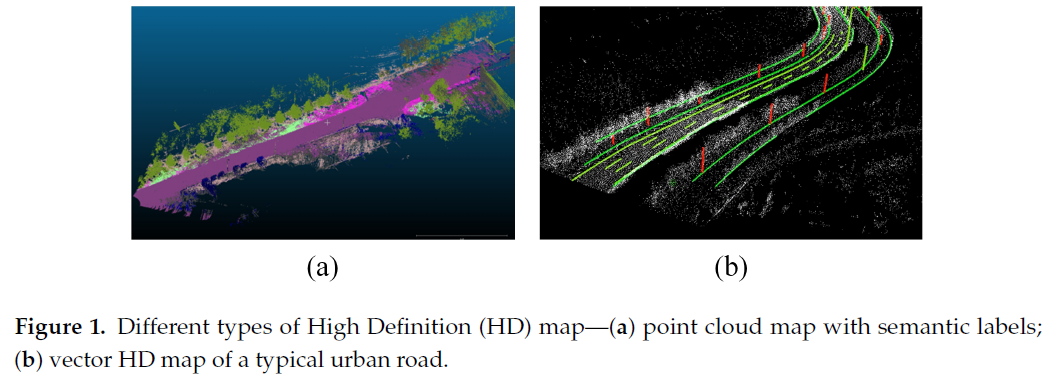 (a)
(b)
Figure 1. Different types of High Definition (HD) map—(a) point cloud map with semantic labels;
(b) vector HD map of a typical urban road.